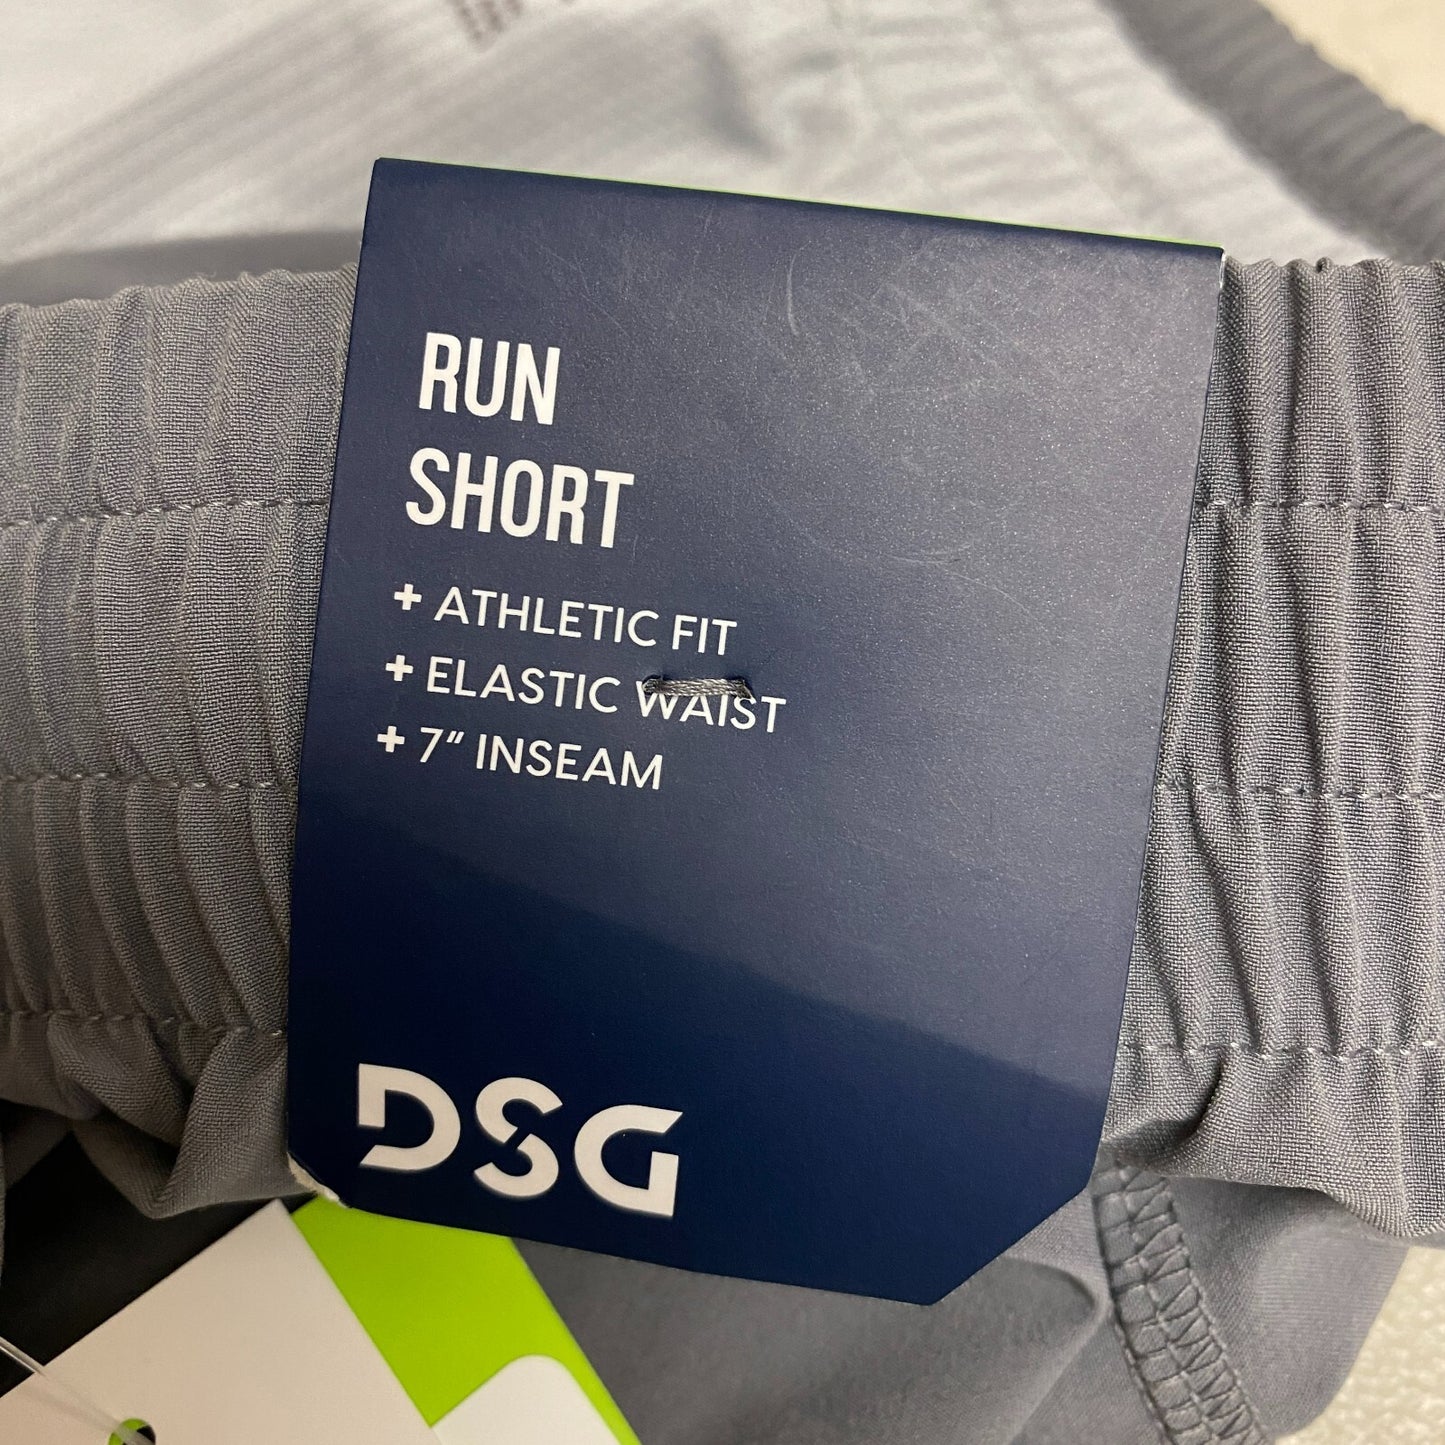 RUN
SHORT
+ ATHLETIC FIT
+ ELASTIC WAIST
+ 7” INSEAM
DSG